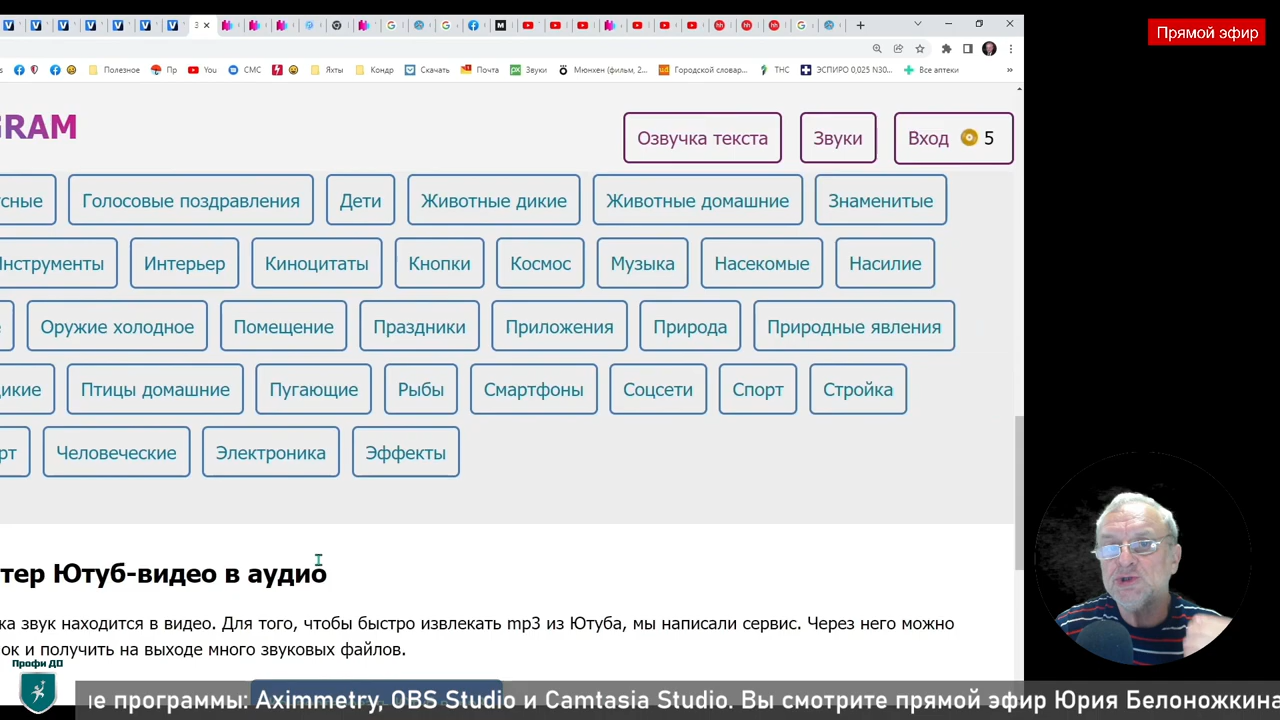 3
Прямой эфир
s
Полезное
Пр
You
СМС
Яхты
Кондр
Скачать
Почта
Звуки
Мюнхен (фильм, 2...
Городской словар...
ТНС
ЭСПИРО 0,025 N30...
Все аптеки
»
GRAM
Озвучка текста
Звуки
Вход 5
сные
Голосовые поздравления
Дети
Животные дикие
Животные домашние
Знаменитые
Инструменты
Интерьер
Киноцитаты
Кнопки
Космос
Музыка
Насекомые
Насилие
е
Оружие холодное
Помещение
Праздники
Приложения
Природа
Природные явления
икие
Птицы домашние
Пугающие
Рыбы
Смартфоны
Соцсети
Спорт
Стройка
рт
Человеческие
Электроника
Эффекты
тер Ютуб-видео в аудио
ка звук находится в видео. Для того, чтобы быстро извлекать mp3 из Ютуба, мы написали сервис. Через него можно
ок и получить на выходе много звуковых файлов.
Профи ДО
ые программы: Aximmetry, OBS Studio и Camtasia Studio. Вы смотрите прямой эфир Юрия Белоножкина